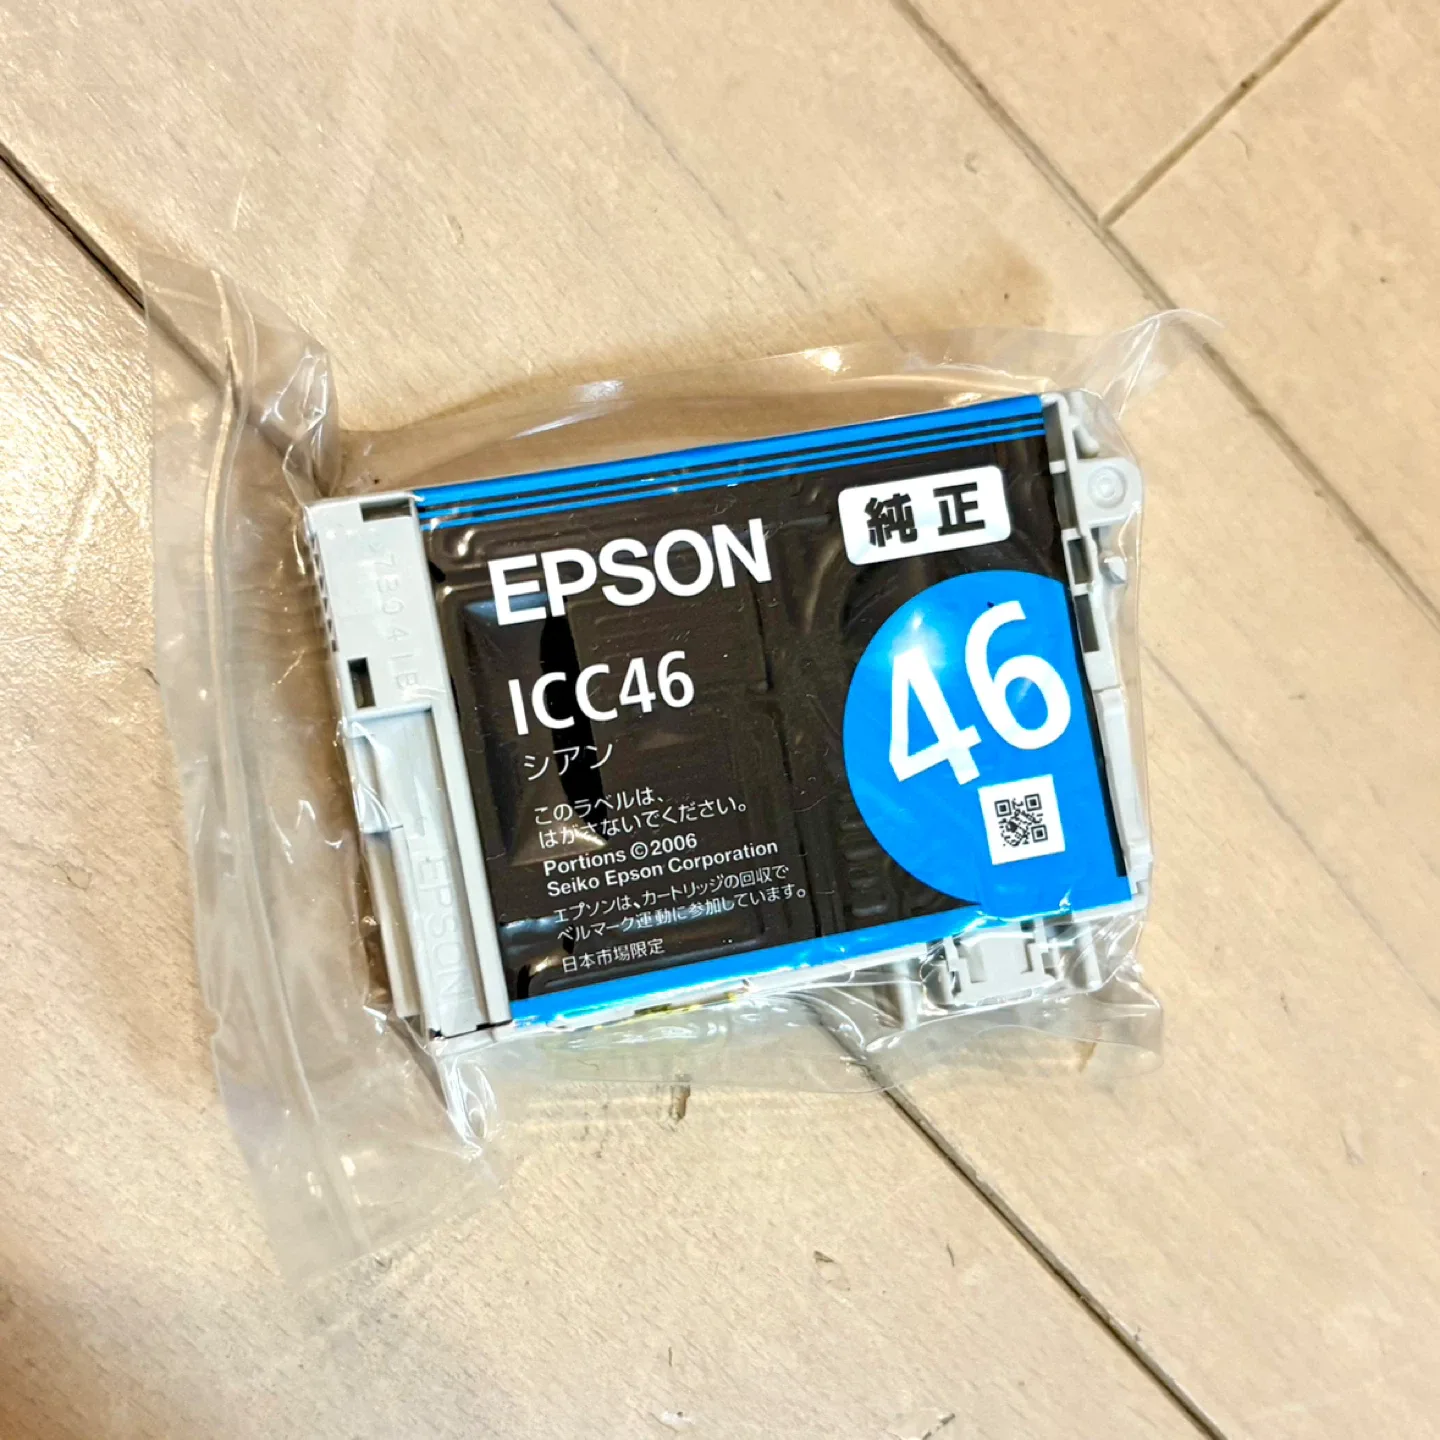 純正
EPSON
46
ICC46
シアン
このラベルは、
はがさないでください。
Portions ©2006
Seiko Epson Corporation
エプソンは、カートリッジの回収で
ベルマーク運動に参加しています。
日本市場限定
EPSON